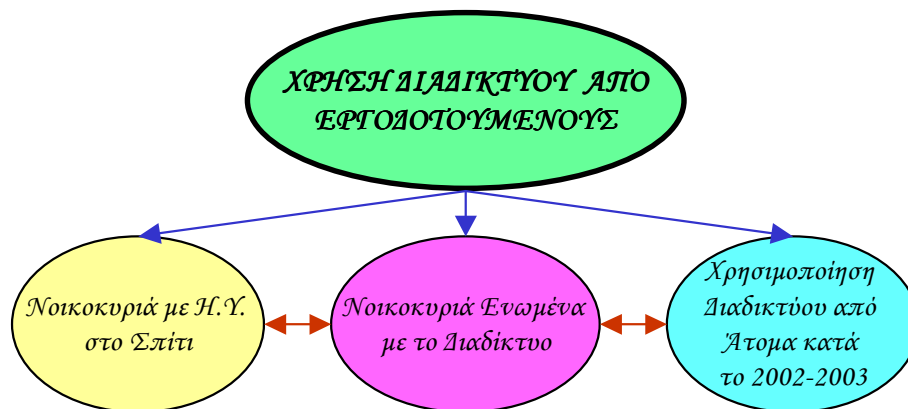 ΧΡΗΣΗ ΔΙΑΔΙΚΤΥΟΥ ΑΠΟ
ΕΡΓΟΔΟΤΟΥΜΕΝΟΥΣ
Νοικοκυριά με Η.Υ.
στο Σπίτι
Νοικοκυριά Ενωμένα
με το Διαδίκτυο
Χρησιμοποίηση
Διαδικτύου από
Άτομα κατά
το 2002-2003